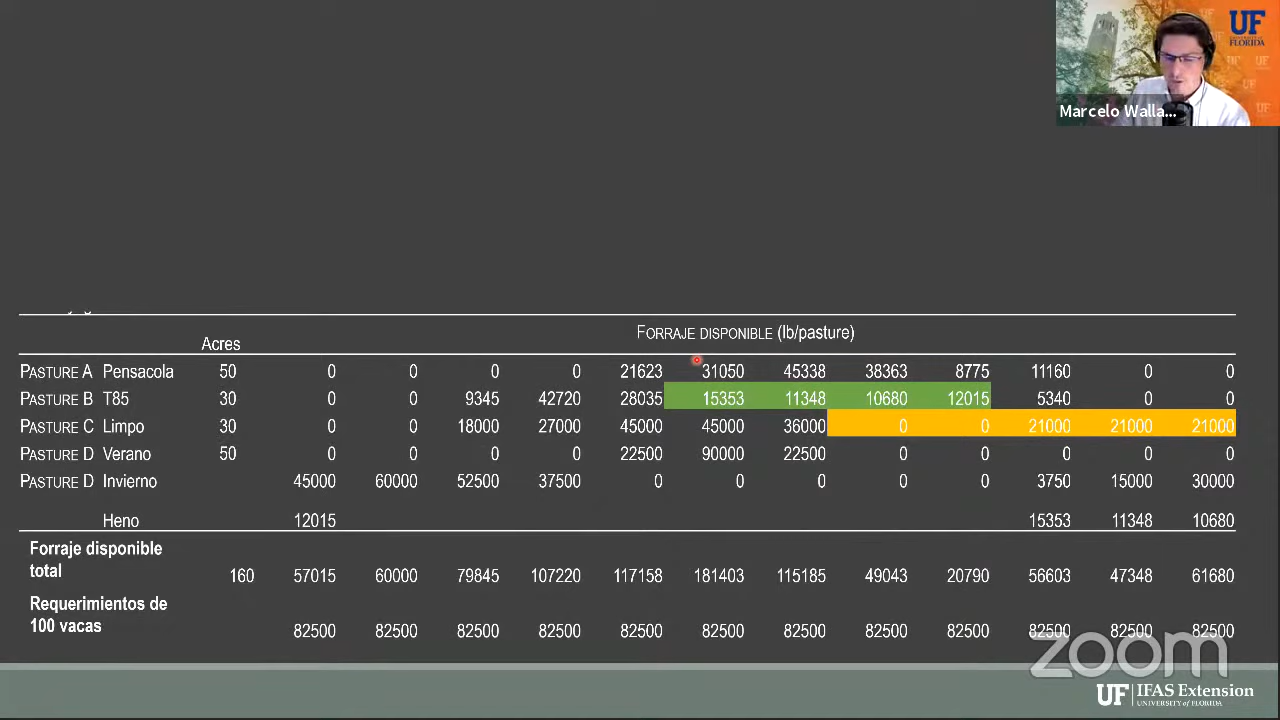 UF
UNIVERSITY of
FLORIDA
Marcelo Walla...
FORRAJE DISPONIBLE (lb/pasture)
Acres
PASTURE A Pensacola 50 0 0 0 0 21623 31050 45338 38363 8775 11160 0 0
PASTURE B T85 30 0 0 9345 42720 28035 15353 11348 10680 12015 5340 0 0
PASTURE C Limpo 30 0 0 18000 27000 45000 45000 36000 0 0 21000 21000 21000
PASTURE D Verano 50 0 0 0 0 22500 90000 22500 0 0 0 0 0
PASTURE D Invierno 45000 60000 52500 37500 0 0 0 0 0 3750 15000 30000
Heno 12015 15353 11348 10680
Forraje disponible
total 160 57015 60000 79845 107220 117158 181403 115185 49043 20790 56603 47348 61680
Requerimientos de
100 vacas 82500 82500 82500 82500 82500 82500 82500 82500 82500 82500 82500 82500
zoom
UF IFAS Extension
UNIVERSITY of FLORIDA